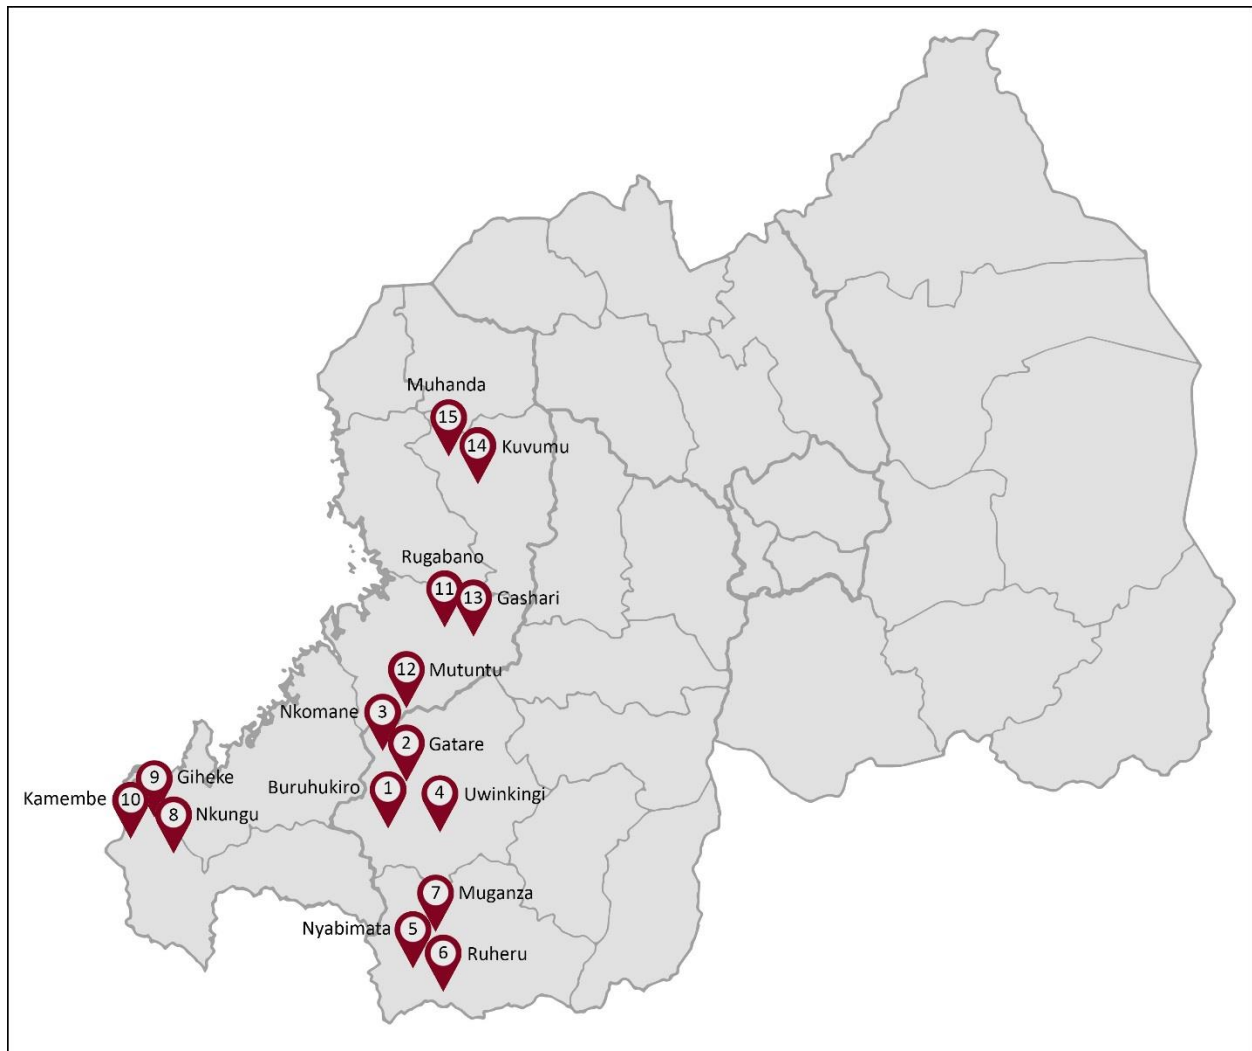 Muhanda
15
14 Kuvumu
Rugabano
11
13 Gashari
12 Mutuntu
Nkomane 3
2 Gatare
Buruhukiro 1
4 Uwinkingi
9 Giheke
Kamembe 10
8 Nkungu
7 Muganza
Nyabimata 5
6 Ruheru